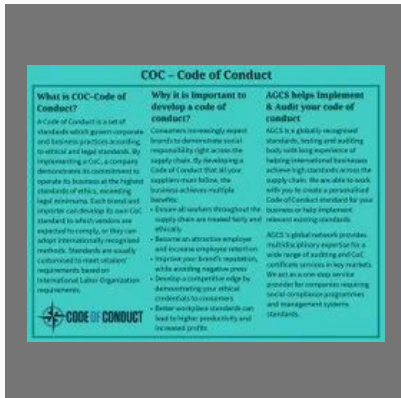 COC – Code of Conduct
What is COC-Code of
Conduct?
A Code of Conduct is a set of
standards which govern corporate
and business practices according
to ethical and legal standards. By
implementing a CoC, a company
demonstrates its commitment to
operate its business at the highest
standards of ethics, exceeding
legal minimums. Each brand and
importer can develop its own CoC
standard to which vendors are
expected to comply, or they can
adopt internationally recognised
methods. Standards are usually
customised to meet retailers'
requirements based on
International Labor Organization
requirements.
CODE OF CONDUCT
Why it is important to
develop a code of
conduct?
Consumers increasingly expect
brands to demonstrate social
responsibility right across the
supply chain. By developing a
Code of Conduct that all your
suppliers must follow, the
business achieves multiple
benefits:
• Ensure all workers throughout the
supply chain are treated fairly and
ethically
• Become an attractive employer
and increase employee retention
• Improve your brand's reputation,
while avoiding negative press
• Develop a competitive edge by
demonstrating your ethical
credentials to consumers
• Better workplace standards can
lead to higher productivity and
increased profits
AGCS helps Implement
& Audit your code of
conduct
AGCS is a globally recognised
standards, testing and auditing
body with long experience of
helping international businesses
achieve high standards across the
supply chain. We are able to work
with you to create a personalised
Code of Conduct standard for your
business or help implement
relevant existing standards.
AGCS 's global network provides
multidisciplinary expertise for a
wide range of auditing and CoC
certificate services in key markets.
We act as a one-stop service
provider for companies requiring
social compliance programmes
and management systems
standards.